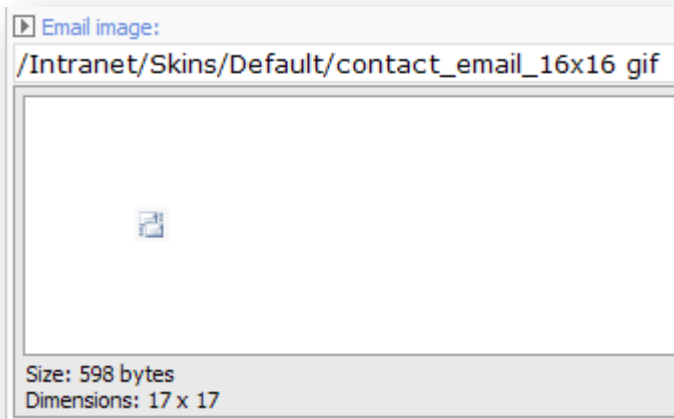 Email image:
/Intranet/Skins/Default/contact_email_16x16 gif
Size: 598 bytes
Dimensions: 17 x 17